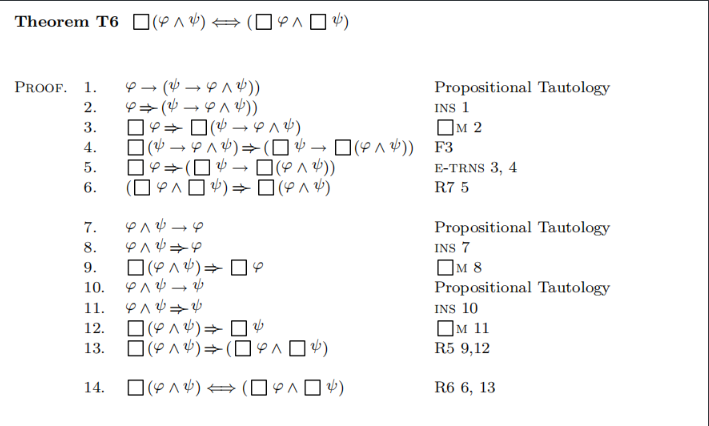 Theorem T6 □(φ ∧ ψ) ⟺ (□ φ ∧ □ ψ)
PROOF. 1. φ → (ψ → φ ∧ ψ)) Propositional Tautology
2. φ ⇒ (ψ → φ ∧ ψ)) INS 1
3. □ φ ⇒ □(ψ → φ ∧ ψ) □M 2
4. □(ψ → φ ∧ ψ) ⇒ (□ ψ → □(φ ∧ ψ)) F3
5. □ φ ⇒ (□ ψ → □(φ ∧ ψ)) E-TRNS 3, 4
6. (□ φ ∧ □ ψ) ⇒ □(φ ∧ ψ) R7 5
7. φ ∧ ψ → φ Propositional Tautology
8. φ ∧ ψ ⇒ φ INS 7
9. □(φ ∧ ψ) ⇒ □ φ □M 8
10. φ ∧ ψ → ψ Propositional Tautology
11. φ ∧ ψ ⇒ ψ INS 10
12. □(φ ∧ ψ) ⇒ □ ψ □M 11
13. □(φ ∧ ψ) ⇒ (□ φ ∧ □ ψ) R5 9,12
14. □(φ ∧ ψ) ⟺ (□ φ ∧ □ ψ) R6 6, 13